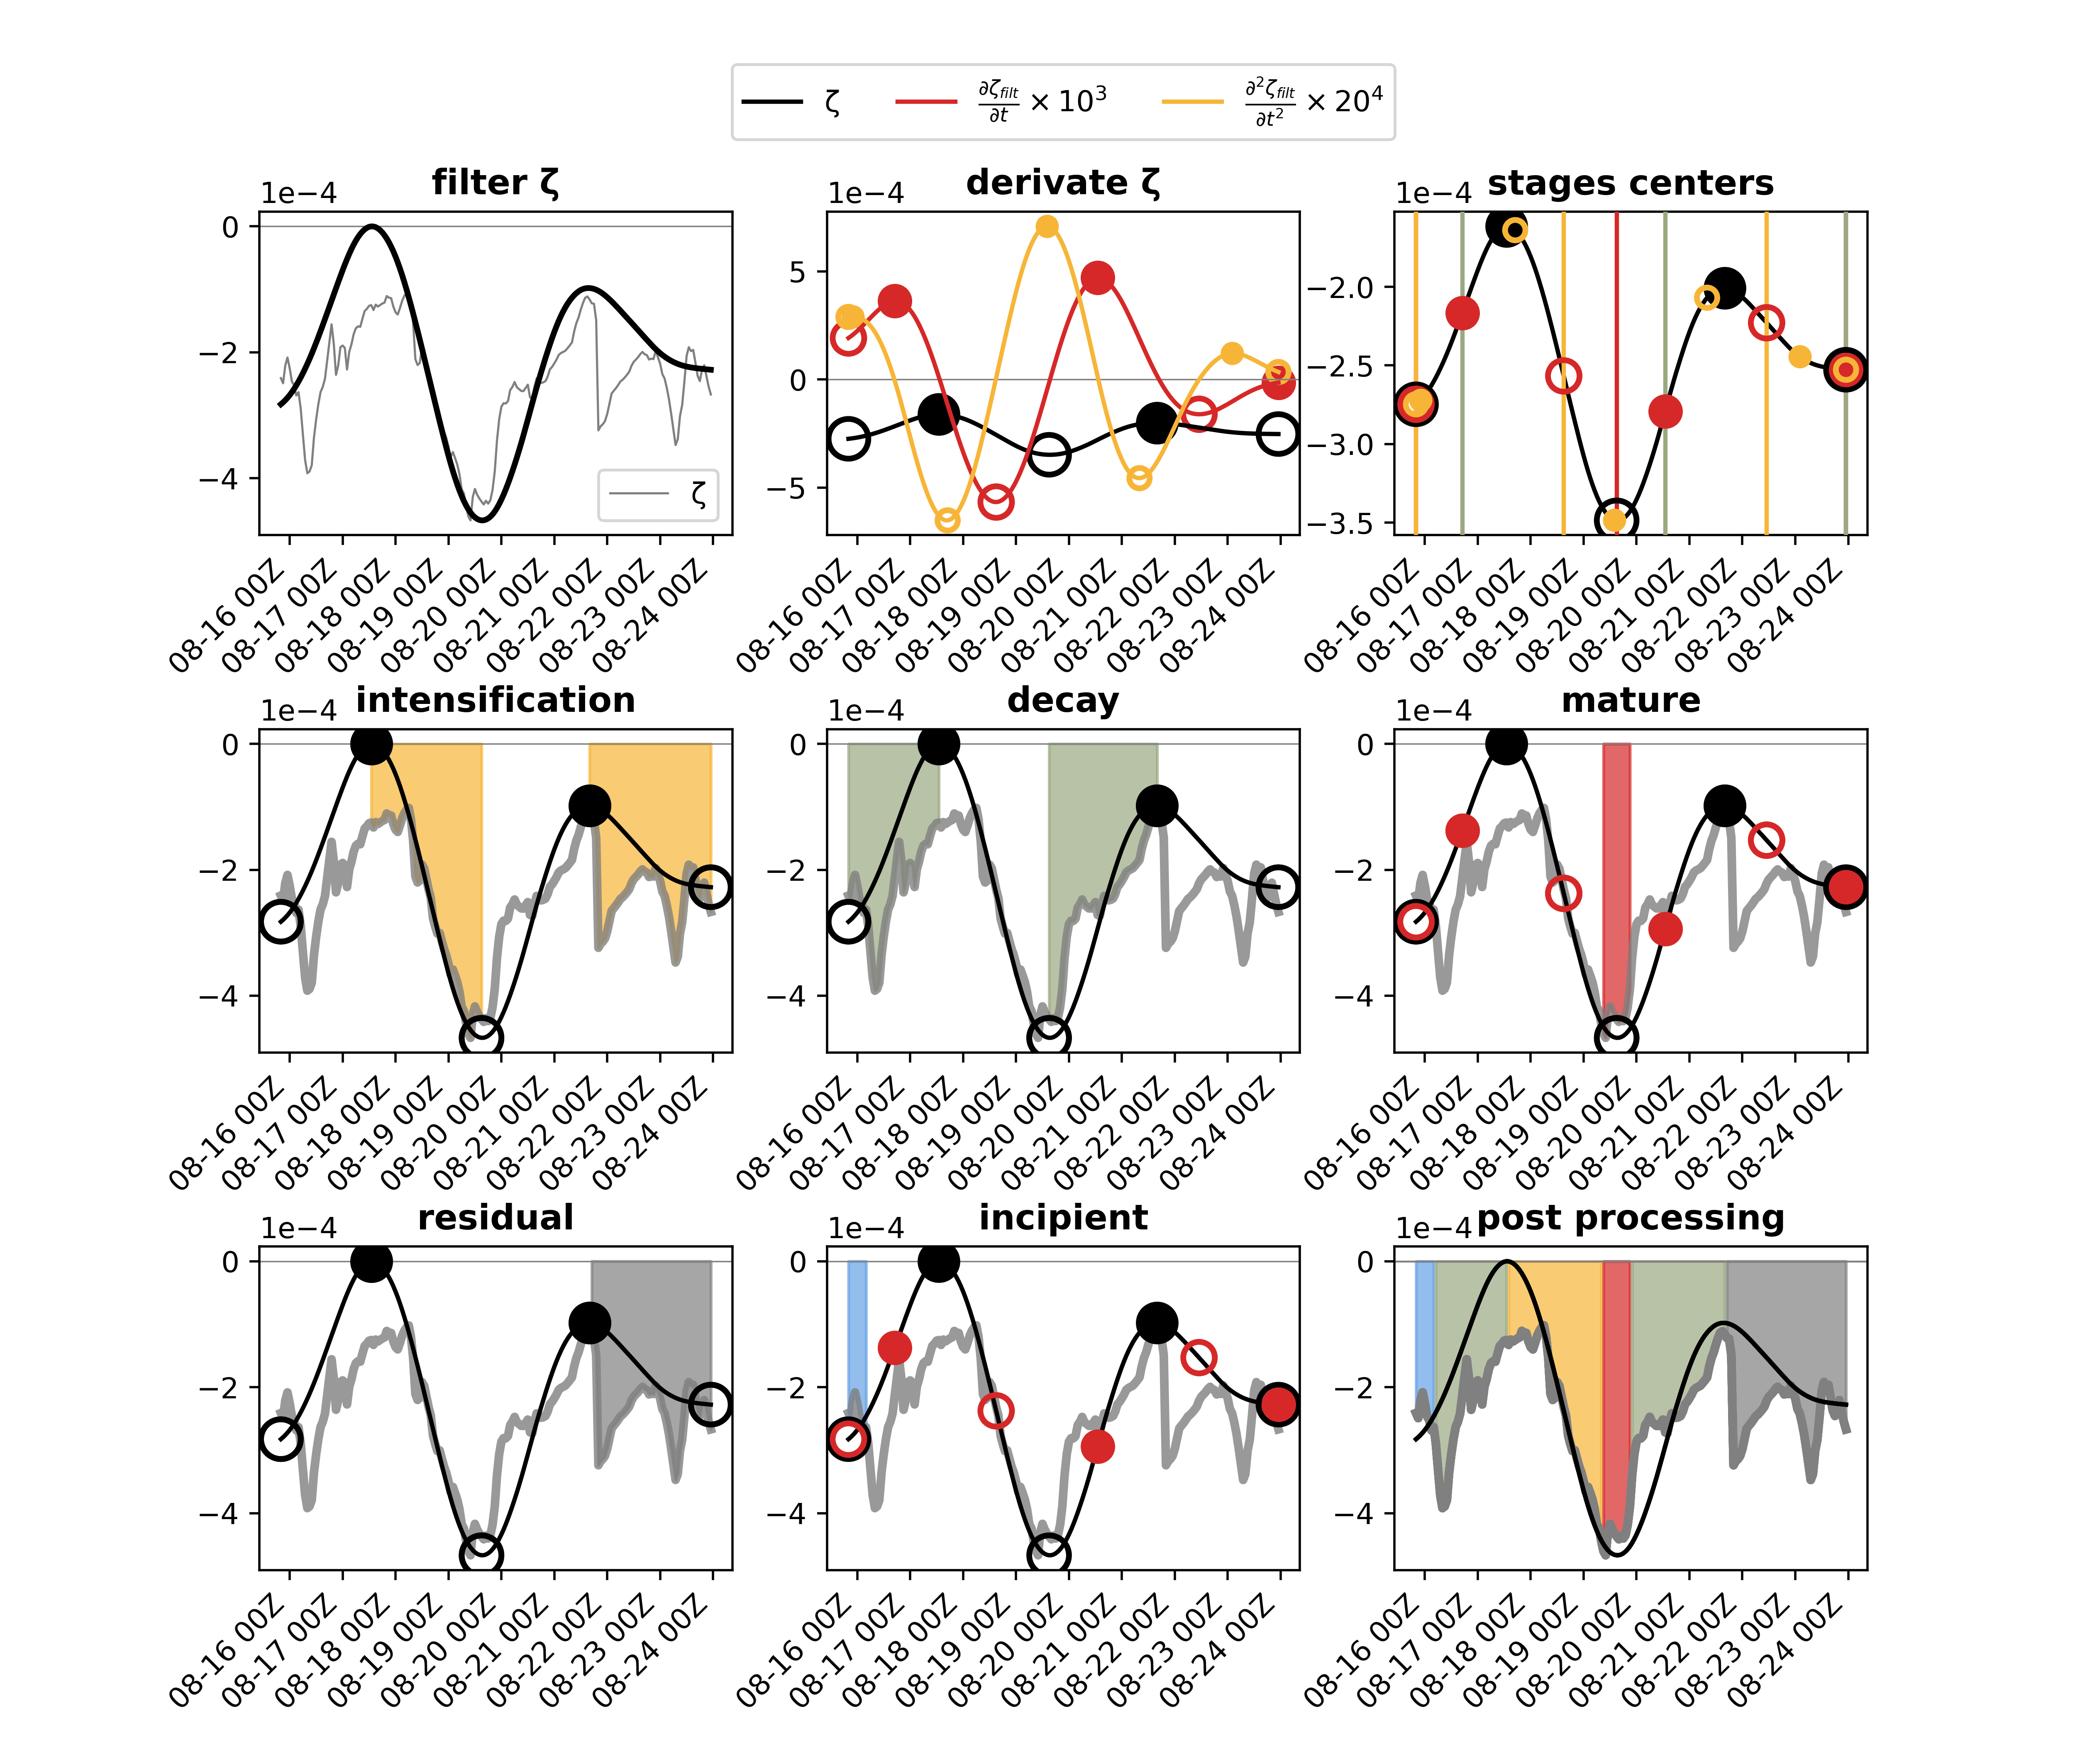 ζ ∂ζfilt/∂t × 10³ ∂²ζfilt/∂t² × 20⁴
filter ζ
1e−4
0
−2
−4
ζ
08-16 00Z
08-17 00Z
08-18 00Z
08-19 00Z
08-20 00Z
08-21 00Z
08-22 00Z
08-23 00Z
08-24 00Z
derivate ζ
1e−4
5
0
−5
08-16 00Z
08-17 00Z
08-18 00Z
08-19 00Z
08-20 00Z
08-21 00Z
08-22 00Z
08-23 00Z
08-24 00Z
stages centers
1e−4
−2.0
−2.5
−3.0
−3.5
08-16 00Z
08-17 00Z
08-18 00Z
08-19 00Z
08-20 00Z
08-21 00Z
08-22 00Z
08-23 00Z
08-24 00Z
intensification
1e−4
0
−2
−4
08-16 00Z
08-17 00Z
08-18 00Z
08-19 00Z
08-20 00Z
08-21 00Z
08-22 00Z
08-23 00Z
08-24 00Z
decay
1e−4
0
−2
−4
08-16 00Z
08-17 00Z
08-18 00Z
08-19 00Z
08-20 00Z
08-21 00Z
08-22 00Z
08-23 00Z
08-24 00Z
mature
1e−4
0
−2
−4
08-16 00Z
08-17 00Z
08-18 00Z
08-19 00Z
08-20 00Z
08-21 00Z
08-22 00Z
08-23 00Z
08-24 00Z
residual
1e−4
0
−2
−4
08-16 00Z
08-17 00Z
08-18 00Z
08-19 00Z
08-20 00Z
08-21 00Z
08-22 00Z
08-23 00Z
08-24 00Z
incipient
1e−4
0
−2
−4
08-16 00Z
08-17 00Z
08-18 00Z
08-19 00Z
08-20 00Z
08-21 00Z
08-22 00Z
08-23 00Z
08-24 00Z
post processing
1e−4
0
−2
−4
08-16 00Z
08-17 00Z
08-18 00Z
08-19 00Z
08-20 00Z
08-21 00Z
08-22 00Z
08-23 00Z
08-24 00Z